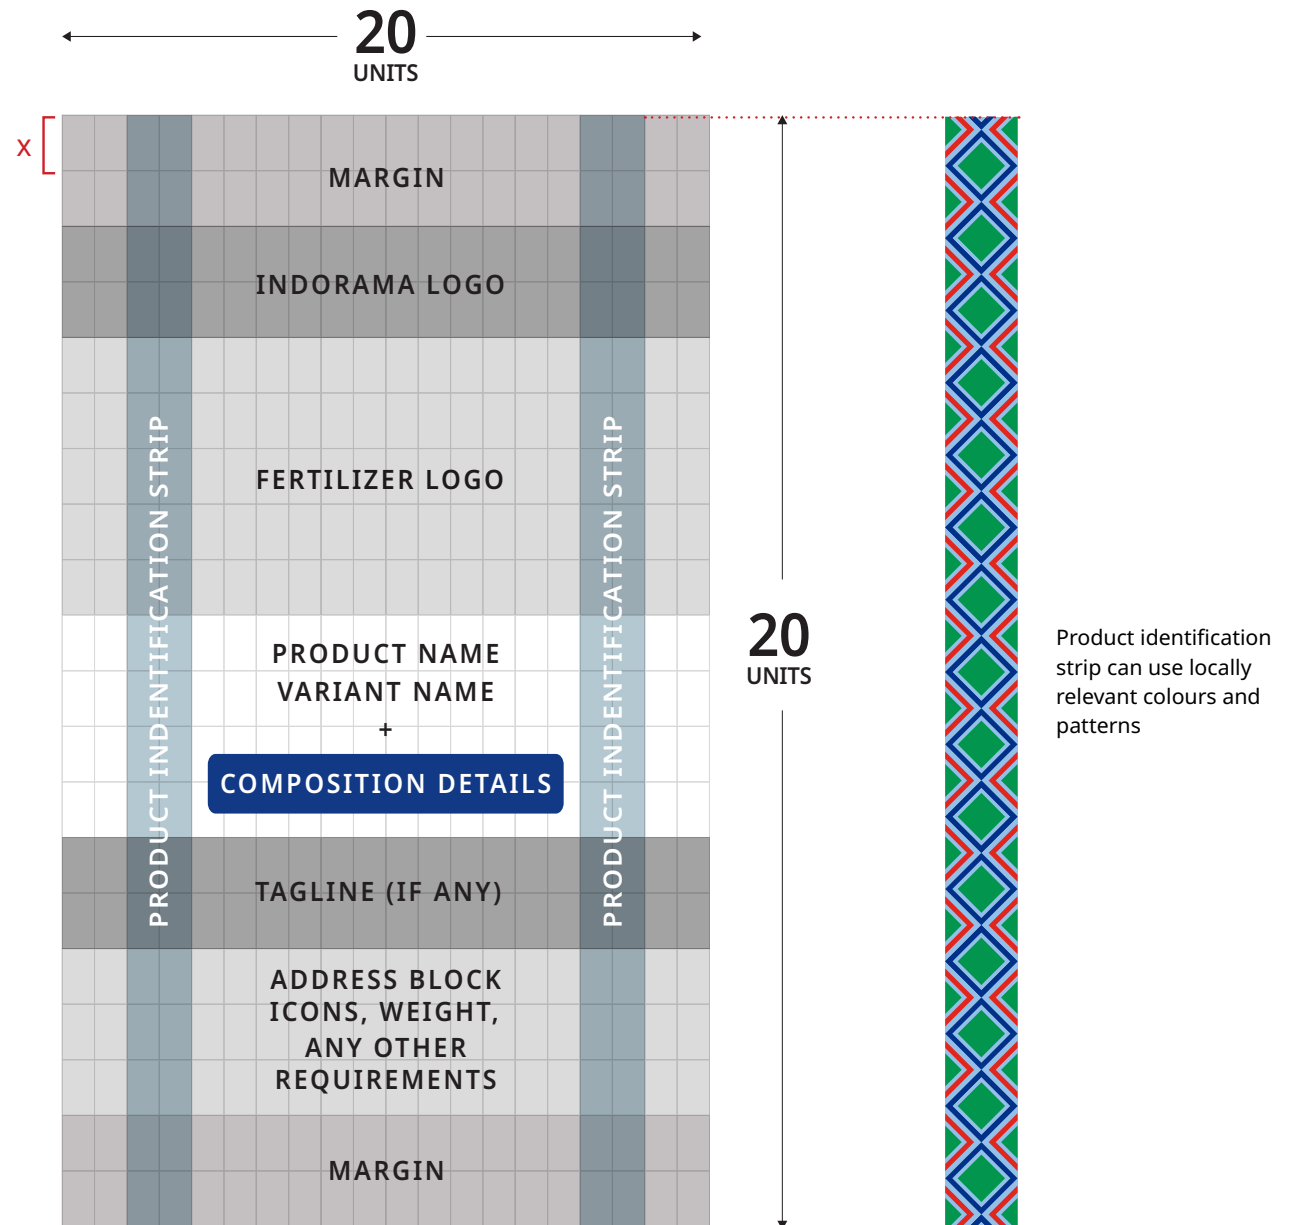 20
UNITS
X
MARGIN
INDORAMA LOGO
FERTILIZER LOGO
PRODUCT INDENTIFICATION STRIP
PRODUCT INDENTIFICATION STRIP
PRODUCT NAME
VARIANT NAME
+
COMPOSITION DETAILS
TAGLINE (IF ANY)
ADDRESS BLOCK
ICONS, WEIGHT,
ANY OTHER
REQUIREMENTS
MARGIN
20
UNITS
Product identification
strip can use locally
relevant colours and
patterns